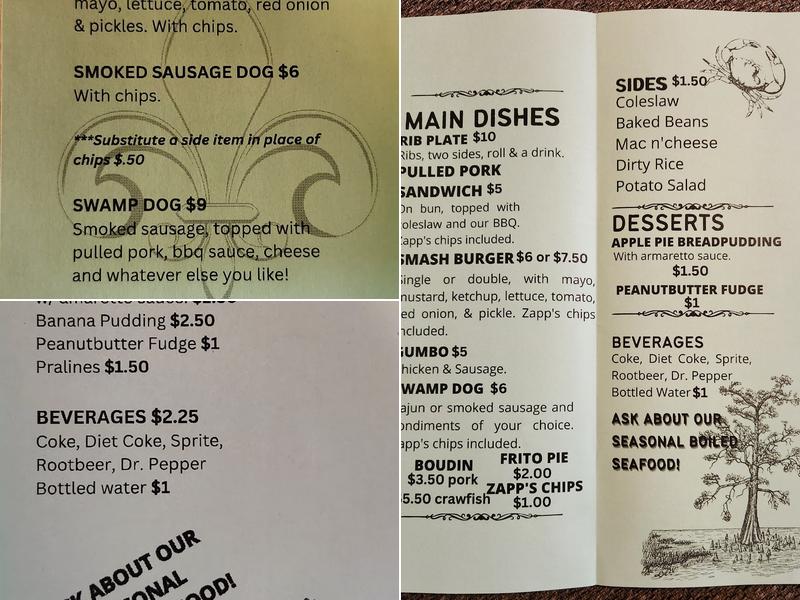 mayo, lettuce, tomato, red onion
& pickles. With chips.
SMOKED SAUSAGE DOG $6
With chips.
***Substitute a side item in place of
chips $.50
SWAMP DOG $9
Smoked sausage, topped with
pulled pork, bbq sauce, cheese
and whatever else you like!
w/ amaretto sauce.
Banana Pudding $2.50
Peanutbutter Fudge $1
Pralines $1.50
BEVERAGES $2.25
Coke, Diet Coke, Sprite,
Rootbeer, Dr. Pepper
Bottled water $1
ABOUT OUR
MAIN DISHES
RIB PLATE $10
Ribs, two sides, roll & a drink.
PULLED PORK
SANDWICH $5
On bun, topped with
coleslaw and our BBQ.
Zapp's chips included.
SMASH BURGER $6 or $7.50
Single or double, with mayo,
mustard, ketchup, lettuce, tomato,
red onion, & pickle. Zapp's chips
included.
GUMBO $5
Chicken & Sausage.
SWAMP DOG $6
Cajun or smoked sausage and
condiments of your choice.
Zapp's chips included.
BOUDIN
$3.50 pork
$5.50 crawfish
FRITO PIE
$2.00
ZAPP'S CHIPS
$1.00
SIDES $1.50
Coleslaw
Baked Beans
Mac n'cheese
Dirty Rice
Potato Salad
DESSERTS
APPLE PIE BREADPUDDING
With armaretto sauce.
$1.50
PEANUTBUTTER FUDGE
$1
BEVERAGES
Coke, Diet Coke, Sprite,
Rootbeer, Dr. Pepper
Bottled Water $1
ASK ABOUT OUR
SEASONAL BOILED
SEAFOOD!